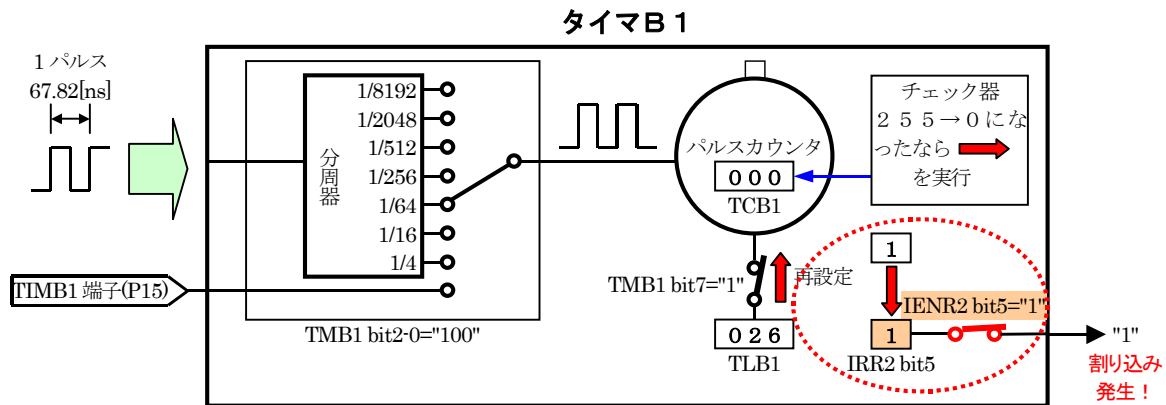 タイマB1
1 パルス
67.82[ns]
分周器
1/8192
1/2048
1/512
1/256
1/64
1/16
1/4
TIMB1 端子(P15)
TMB1 bit2-0="100"
パルスカウンタ
000
TCB1
チェック器
255→0にな
ったなら
を実行
TMB1 bit7="1"
再設定
026
TLB1
1
IENR2 bit5="1"
1
IRR2 bit5
"1"
割り込み
発生！